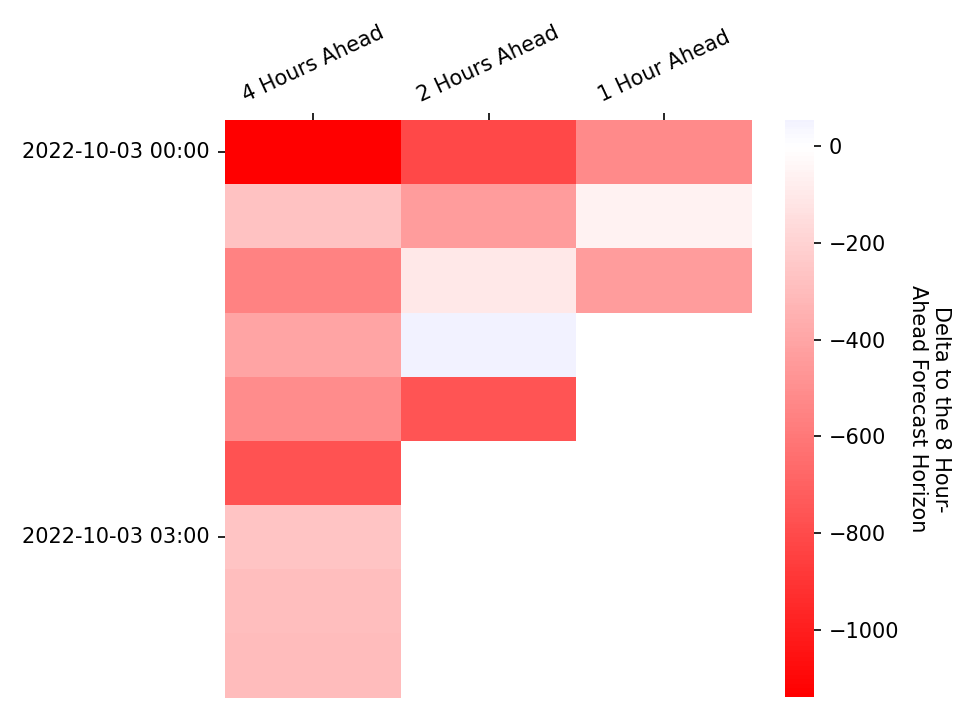 4 Hours Ahead
2 Hours Ahead
1 Hour Ahead
2022-10-03 00:00
2022-10-03 03:00
0
−200
−400
−600
−800
−1000
Delta to the 8 Hour-
Ahead Forecast Horizon